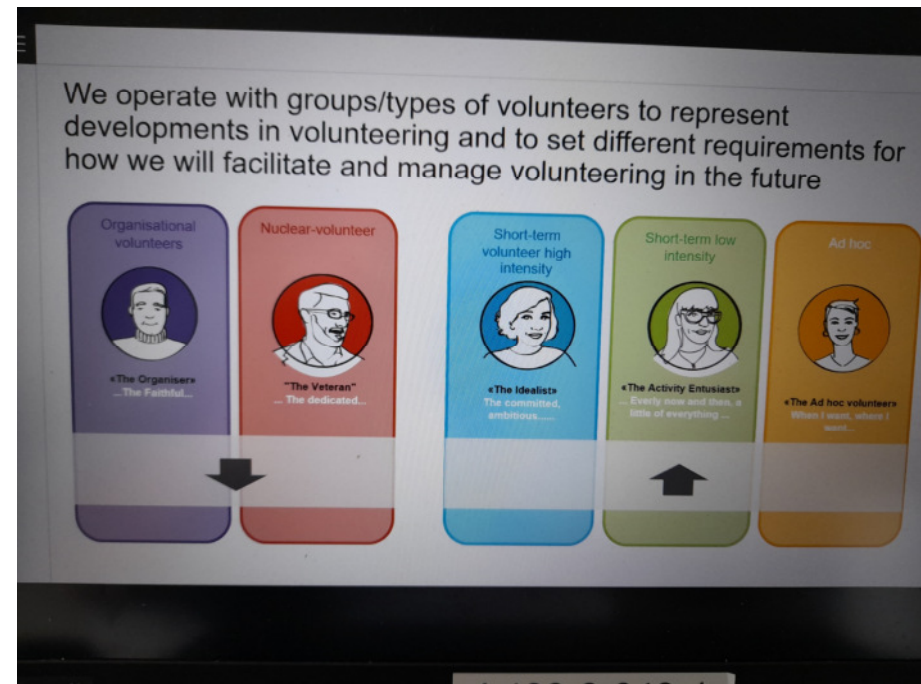 We operate with groups/types of volunteers to represent
developments in volunteering and to set different requirements for
how we will facilitate and manage volunteering in the future
Organisational
volunteers
«The Organiser»
...The Faithful...
Nuclear-volunteer
"The Veteran"
... The dedicated...
Short-term
volunteer high
intensity
«The Idealist»
The committed,
ambitious......
Short-term low
intensity
«The Activity Entusiast»
... Everly now and then, a
little of everything ...
Ad hoc
«The Ad hoc volunteer»
When I want, where I
want...